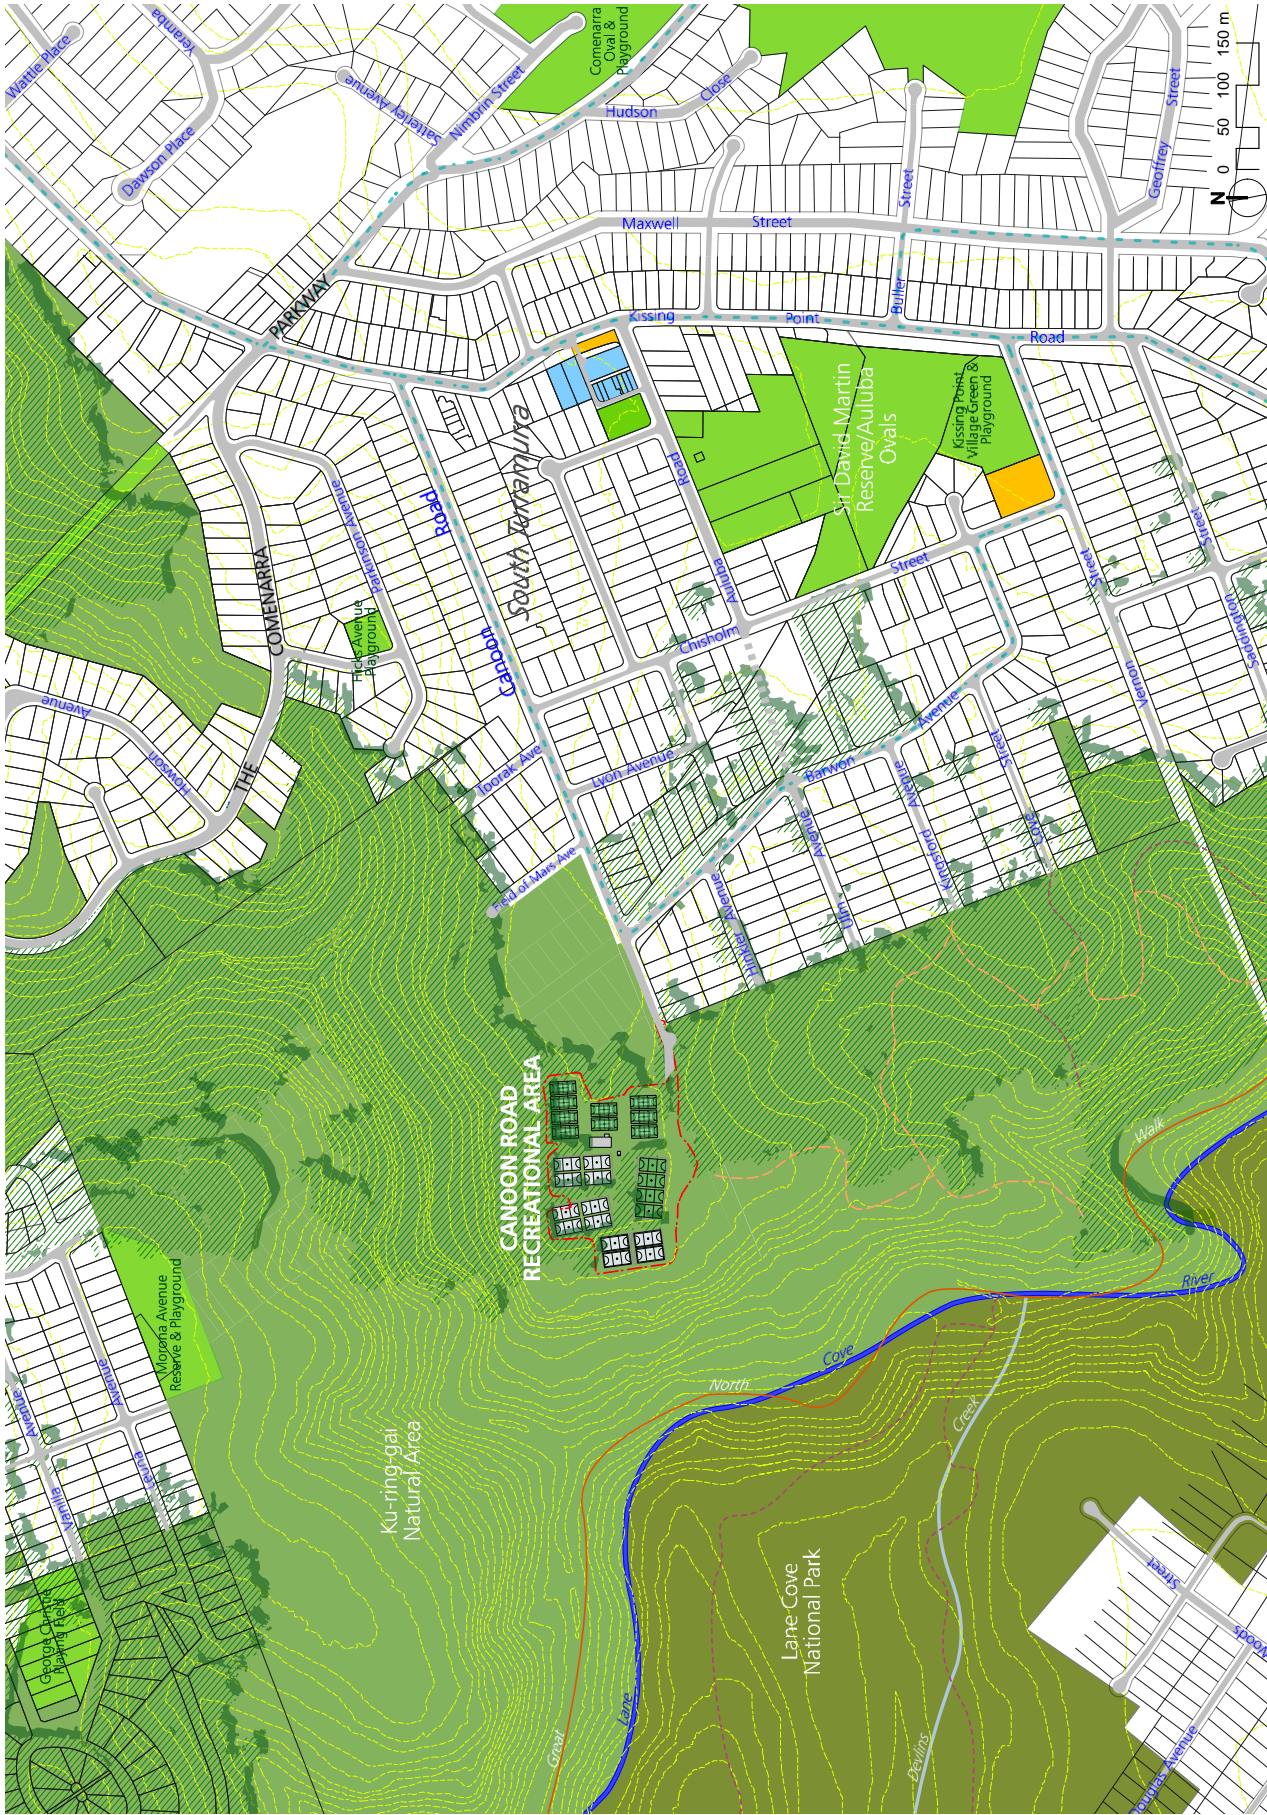 Wattle Place
Yeramba
Dawson Place
Satterley Avenue
Nimbrin Street
Comenarra
Oval &
Playground
Hudson
Close
Street
Geoffrey
0 50 100 150 m
N
Maxwell
Street
Street
Buller
Kissing
Point
Road
PARKWAY
THE
COMENARRA
Parkinson Avenue
Hicks Avenue
Playground
Road
Canoon
South Turramurra
Road
Auluba
Sir David Martin
Reserve/Auluba
Ovals
Kissing Point
Village Green &
Playground
Street
Chisholm
Street
Vernon
Street
Saddington
Avenue
Howson
Toorak Ave
Lyon Avenue
Field of Mars Ave
Barwon
Avenue
Street
Cove
Avenue
Kingsford
Avenue
Ulm
Avenue
Hinkler
CANOON ROAD
RECREATIONAL AREA
Walk
River
Cove
North
Creek
Morona Avenue
Reserve & Playground
Avenue
Avenue
Leuna
Warilla
Ku-ring-gai
Natural Area
George Christie
Playing Field
Lane Cove
National Park
Great
Lane
Devlins
Street
Woods
Douglas Avenue